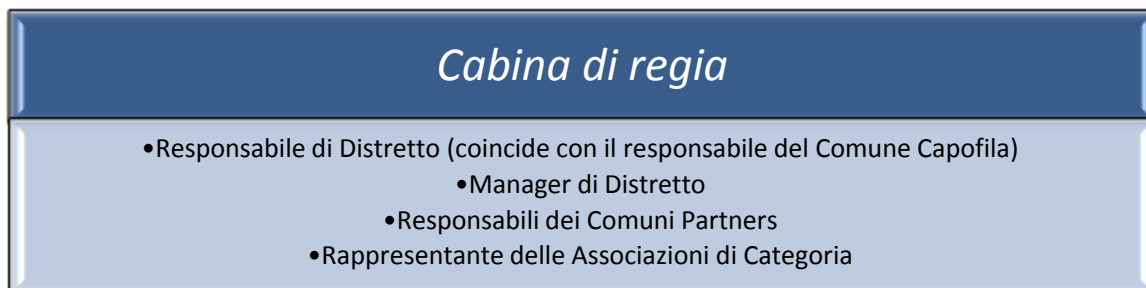 Cabina di regia
•Responsabile di Distretto (coincide con il responsabile del Comune Capofila)
•Manager di Distretto
•Responsabili dei Comuni Partners
•Rappresentante delle Associazioni di Categoria